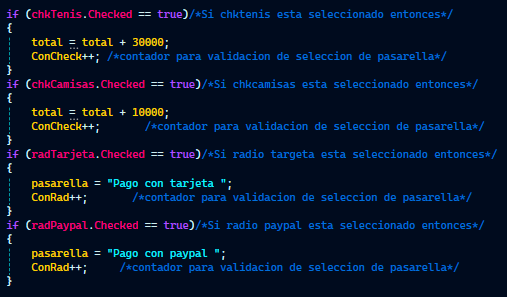 if (chkTenis.Checked == true)/*Si chktenis esta seleccionado entonces*/
{
total = total + 30000;
ConCheck++; /*contador para validacion de seleccion de pasarella*/
}
if (chkCamisas.Checked == true)/*Si chkcamisas esta seleccionado entonces*/
{
total = total + 10000;
ConCheck++; /*contador para validacion de seleccion de pasarella*/
}
if (radTarjeta.Checked == true)/*Si radio targeta esta seleccionado entonces*/
{
pasarella = "Pago con tarjeta ";
ConRad++; /*contador para validacion de seleccion de pasarella*/
}
if (radPaypal.Checked == true)/*Si radio paypal esta seleccionado entonces*/
{
pasarella = "Pago con paypal ";
ConRad++; /*contador para validacion de seleccion de pasarella*/
}